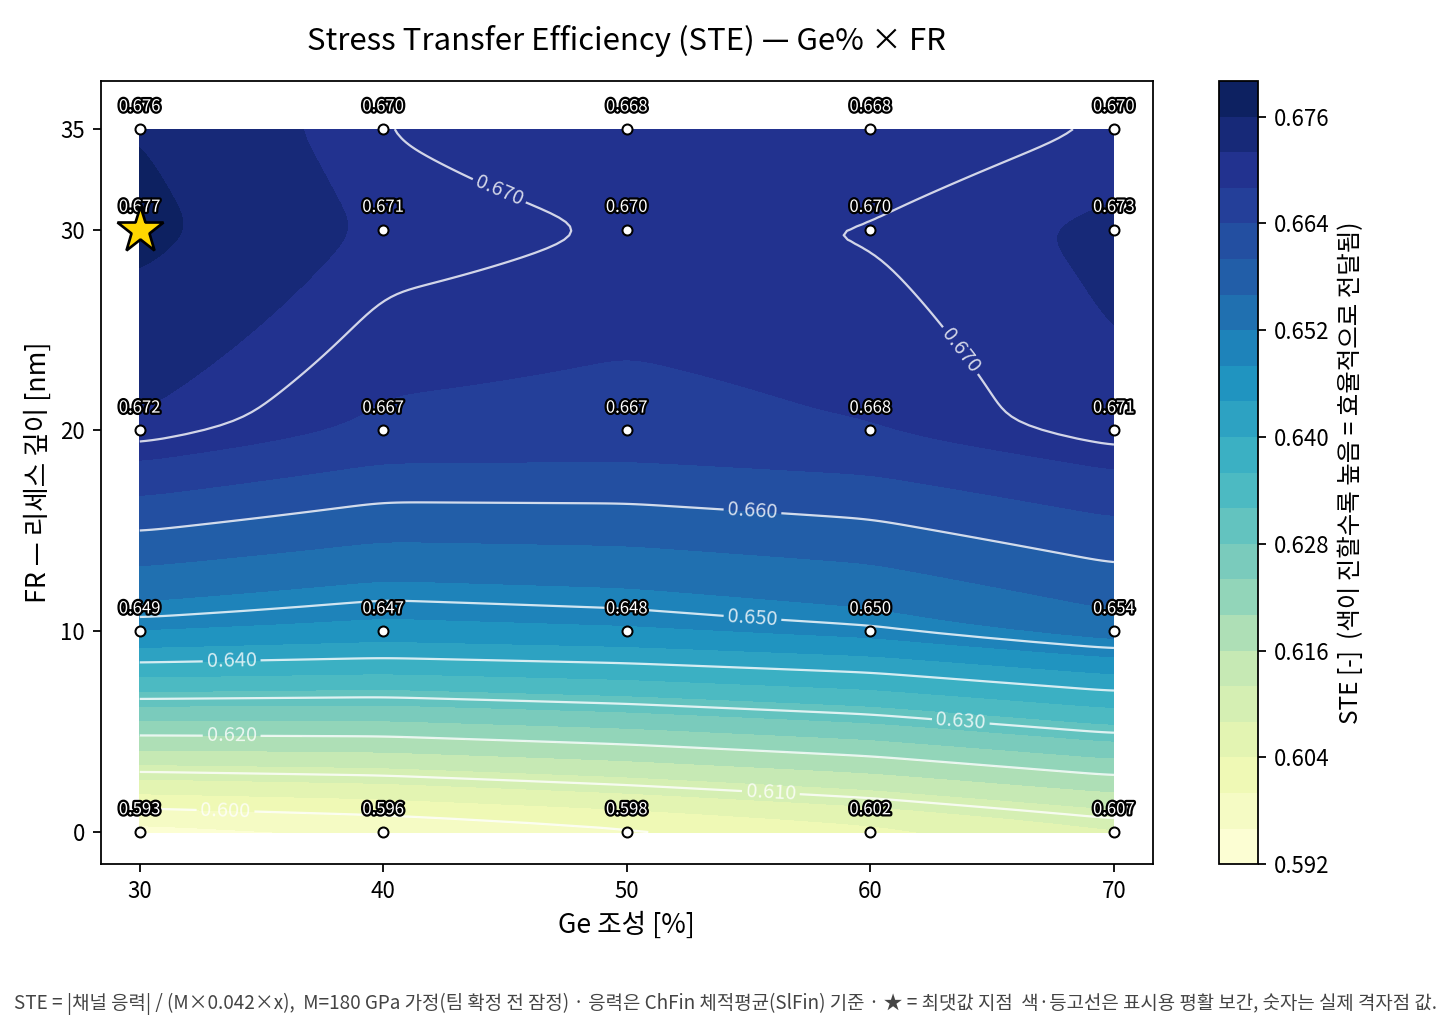 Stress Transfer Efficiency (STE) — Ge% × FR
0.676 0.670 0.668 0.668 0.670
35
0.670
0.677 0.671 0.670 0.670 0.673
30
0.670
0.672 0.667 0.667 0.668 0.671
20
0.660
0.649 0.647 0.648 0.650 0.654
10
0.650
0.640
0.630
0.620
0.610
0.593 0.600 0.596 0.598 0.602 0.607
0
30 40 50 60 70
Ge 조성 [%]
FR — 리세스 깊이 [nm]
0.676
0.664
0.652
0.640
0.628
0.616
0.604
0.592
STE [-] (색이 진할수록 높음 = 효율적으로 전달됨)
STE = |채널 응력| / (M×0.042×x), M=180 GPa 가정(팀 확정 전 잠정) · 응력은 ChFin 체적평균(SlFin) 기준 · ★ = 최댓값 지점 색·등고선은 표시용 평활 보간, 숫자는 실제 격자점 값.